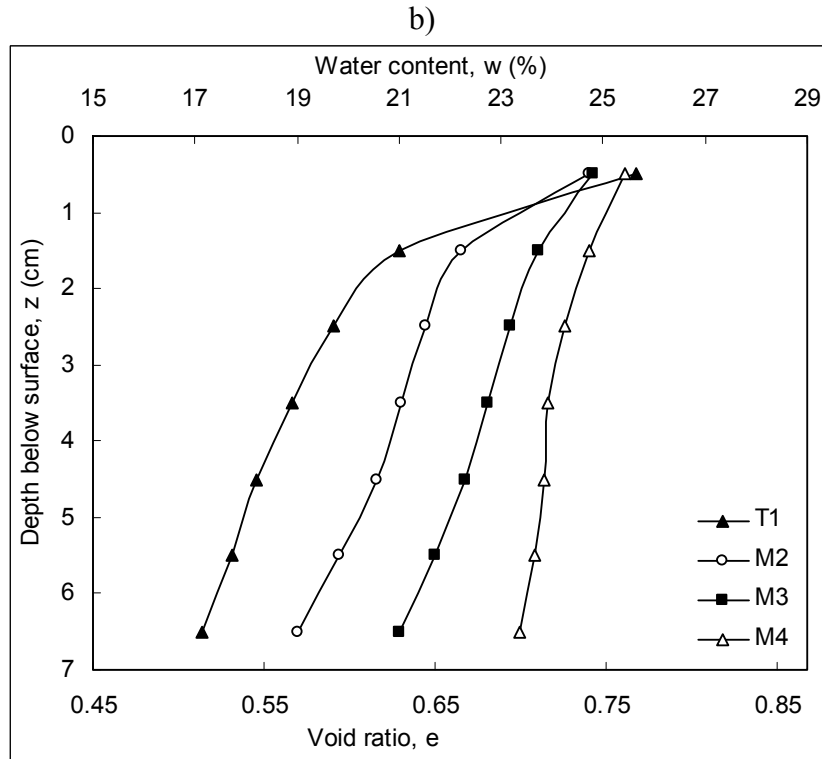 b)
Water content, w (%)
15 17 19 21 23 25 27 29
Depth below surface, z (cm)
0
1
2
3
4
5
6
7
T1
M2
M3
M4
0.45 0.55 0.65 0.75 0.85
Void ratio, e